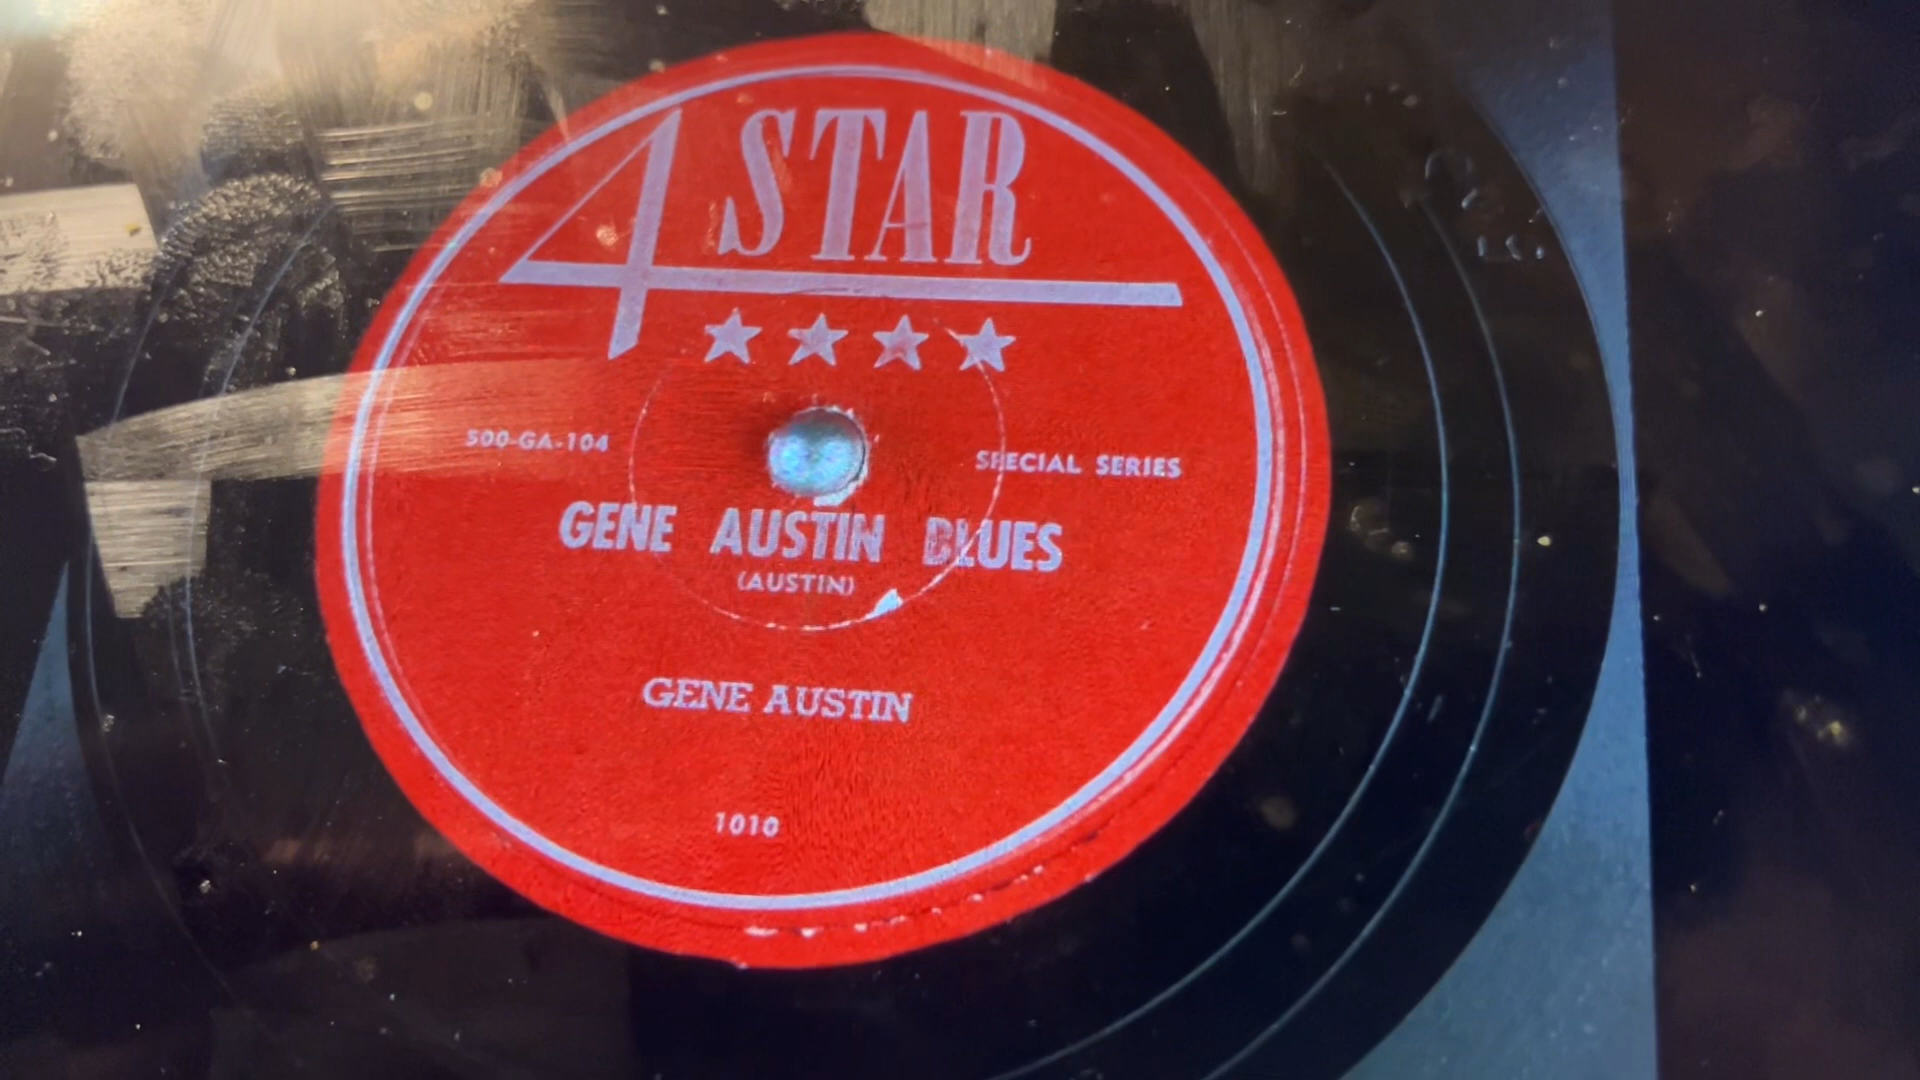 4 STAR
500-GA-104
SPECIAL SERIES
GENE AUSTIN BLUES
(AUSTIN)
GENE AUSTIN
1010